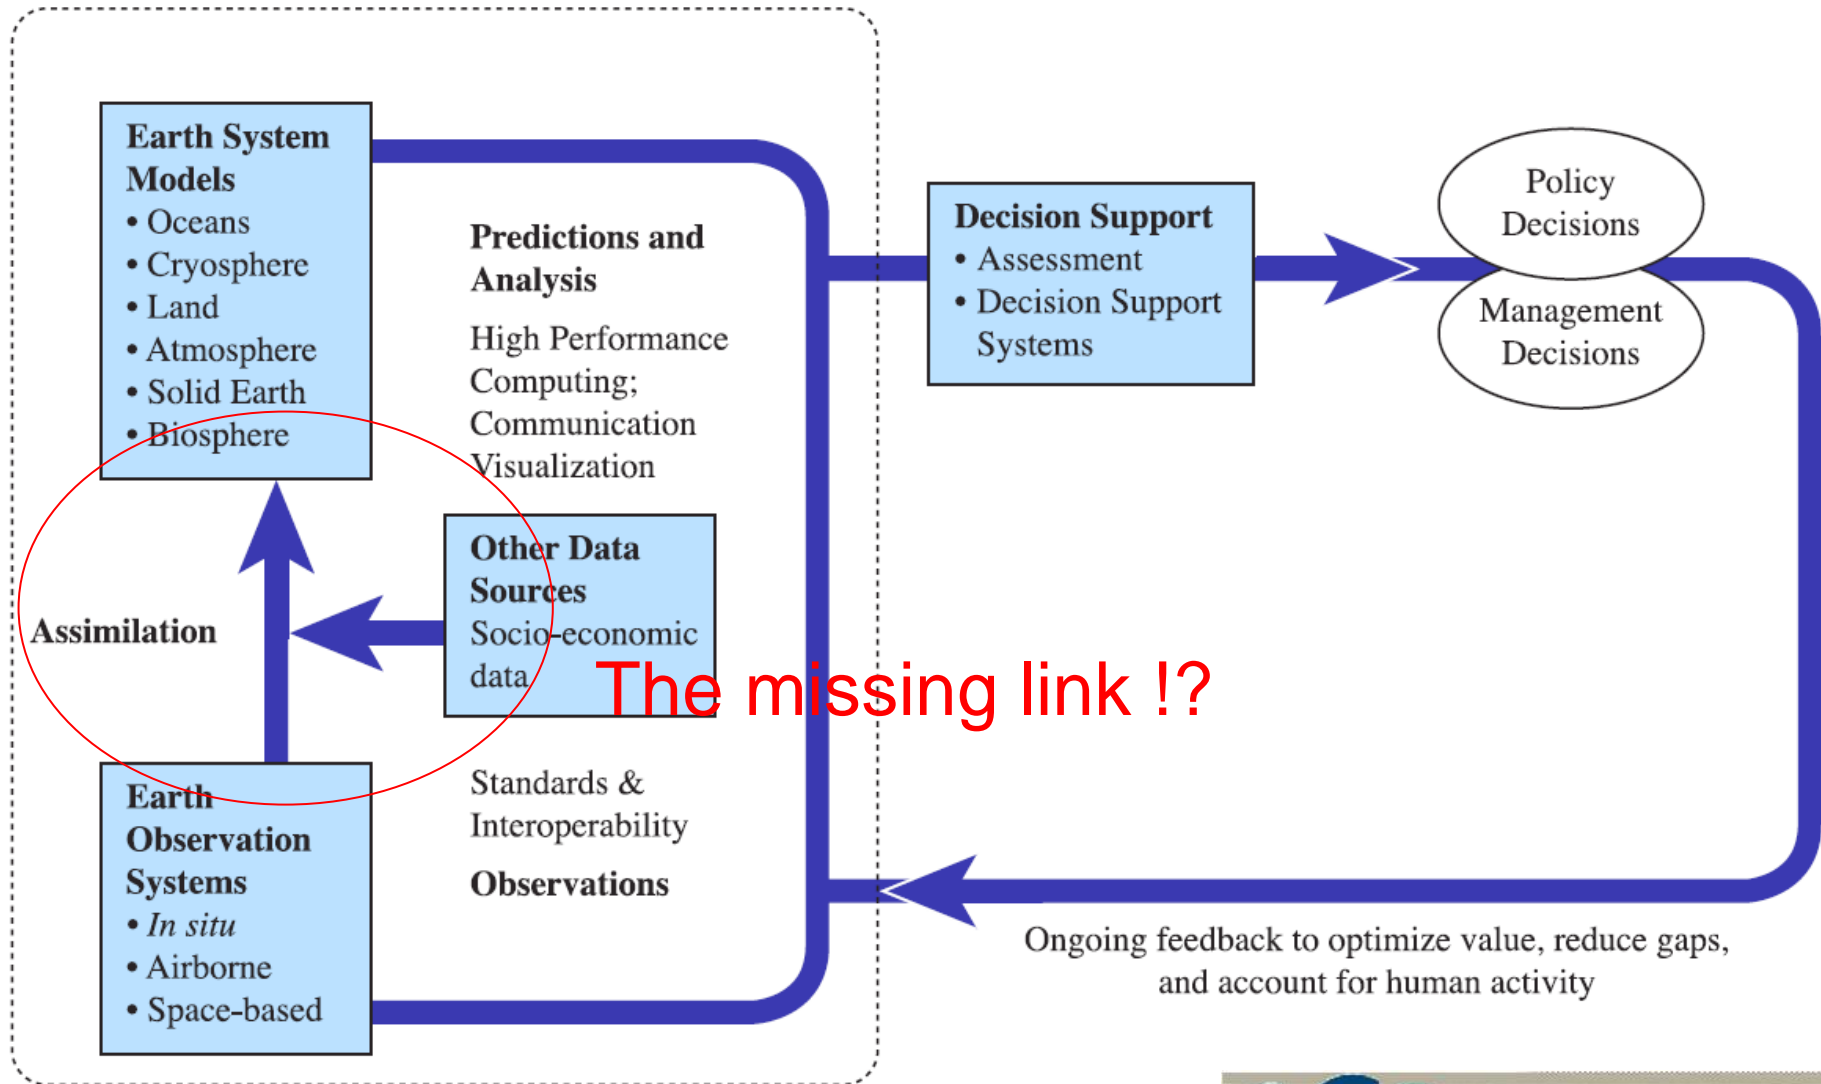 Earth System
Models
• Oceans
• Cryosphere
• Land
• Atmosphere
• Solid Earth
• Biosphere
Predictions and
Analysis
High Performance
Computing;
Communication
Visualization
Decision Support
• Assessment
• Decision Support
Systems
Policy
Decisions
Management
Decisions
Assimilation
Other Data
Sources
Socio-economic
data
The missing link !?
Earth
Observation
Systems
• In situ
• Airborne
• Space-based
Standards &
Interoperability
Observations
Ongoing feedback to optimize value, reduce gaps,
and account for human activity